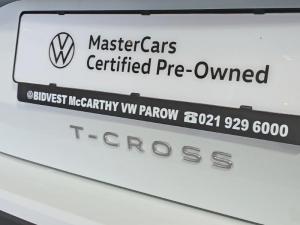 MasterCars
Certified Pre-Owned
BIDVEST McCARTHY VW PAROW ☎021 929 6000
T-CROSS